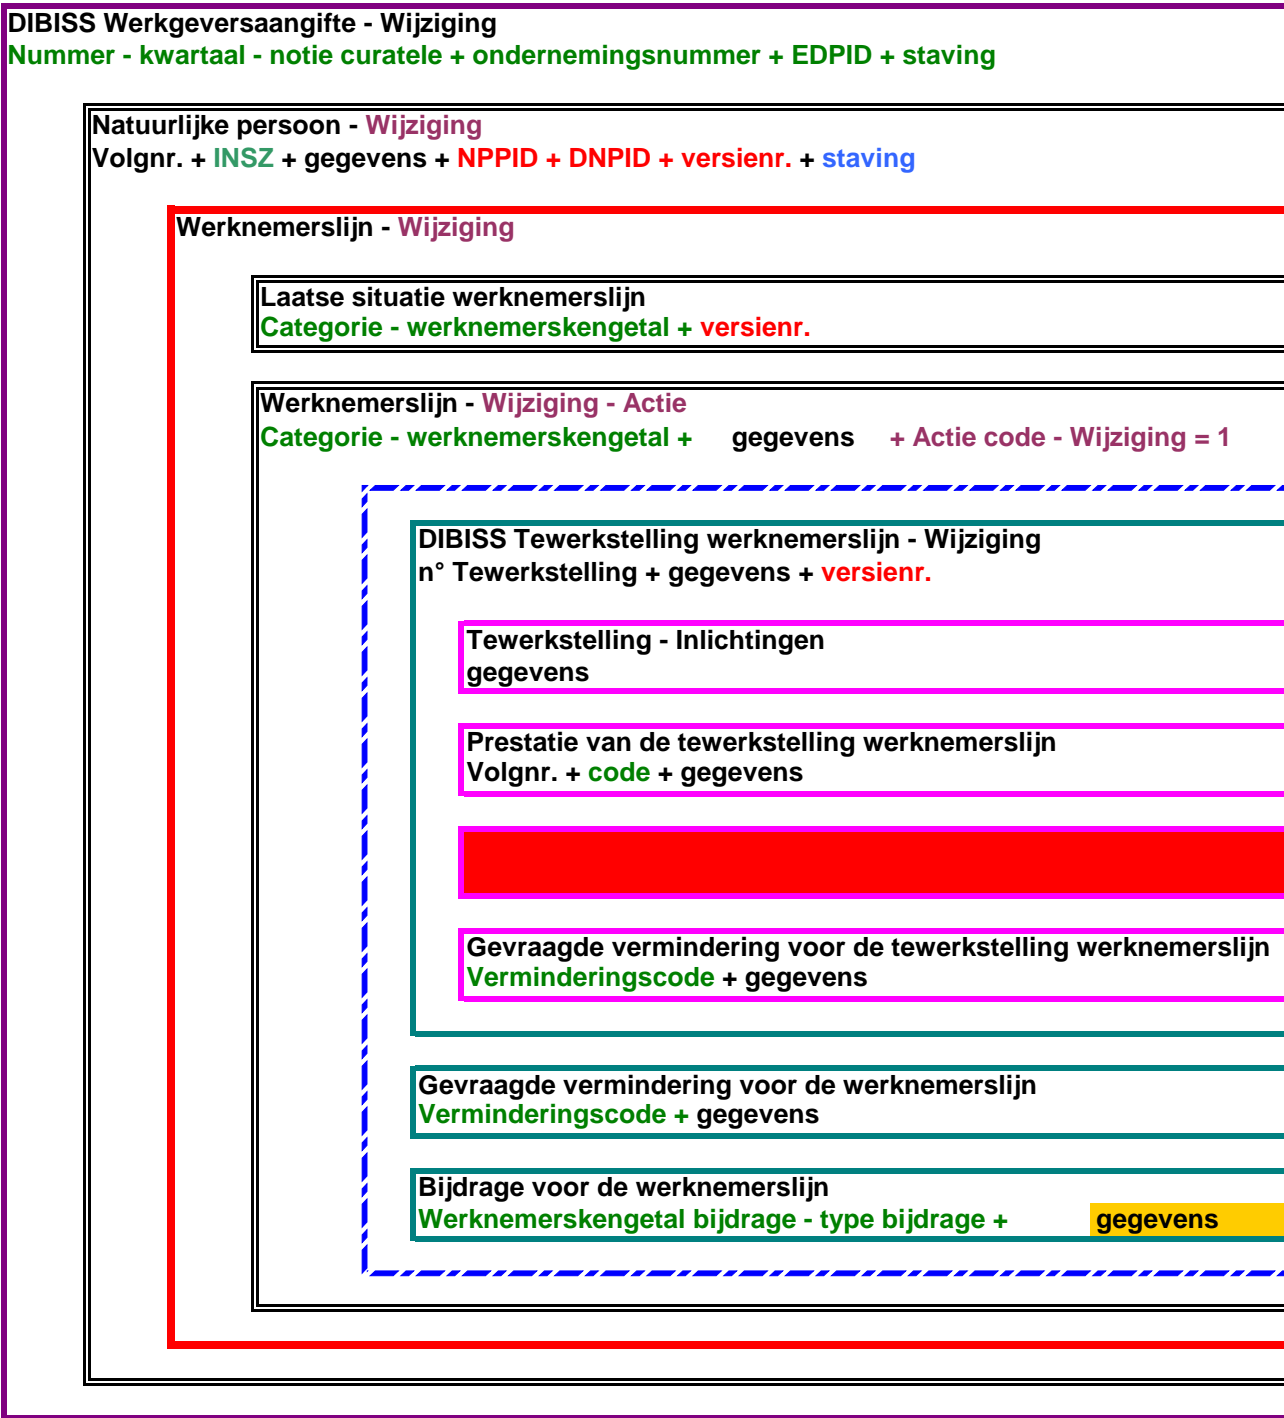 DIBISS Werkgeversaangifte - Wijziging
Nummer - kwartaal - notie curatele + ondernemingsnummer + EDPID + staving
Natuurlijke persoon - Wijziging
Volgnr. + INSZ + gegevens + NPPID + DNPID + versienr. + staving
Werknemerslijn - Wijziging
Laatse situatie werknemerslijn
Categorie - werknemerskengetal + versienr.
Werknemerslijn - Wijziging - Actie
Categorie - werknemerskengetal + gegevens + Actie code - Wijziging = 1
DIBISS Tewerkstelling werknemerslijn - Wijziging
n° Tewerkstelling + gegevens + versienr.
Tewerkstelling - Inlichtingen
gegevens
Prestatie van de tewerkstelling werknemerslijn
Volgnr. + code + gegevens
Gevraagde vermindering voor de tewerkstelling werknemerslijn
Verminderingscode + gegevens
Gevraagde vermindering voor de werknemerslijn
Verminderingscode + gegevens
Bijdrage voor de werknemerslijn
Werknemerskengetal bijdrage - type bijdrage + gegevens